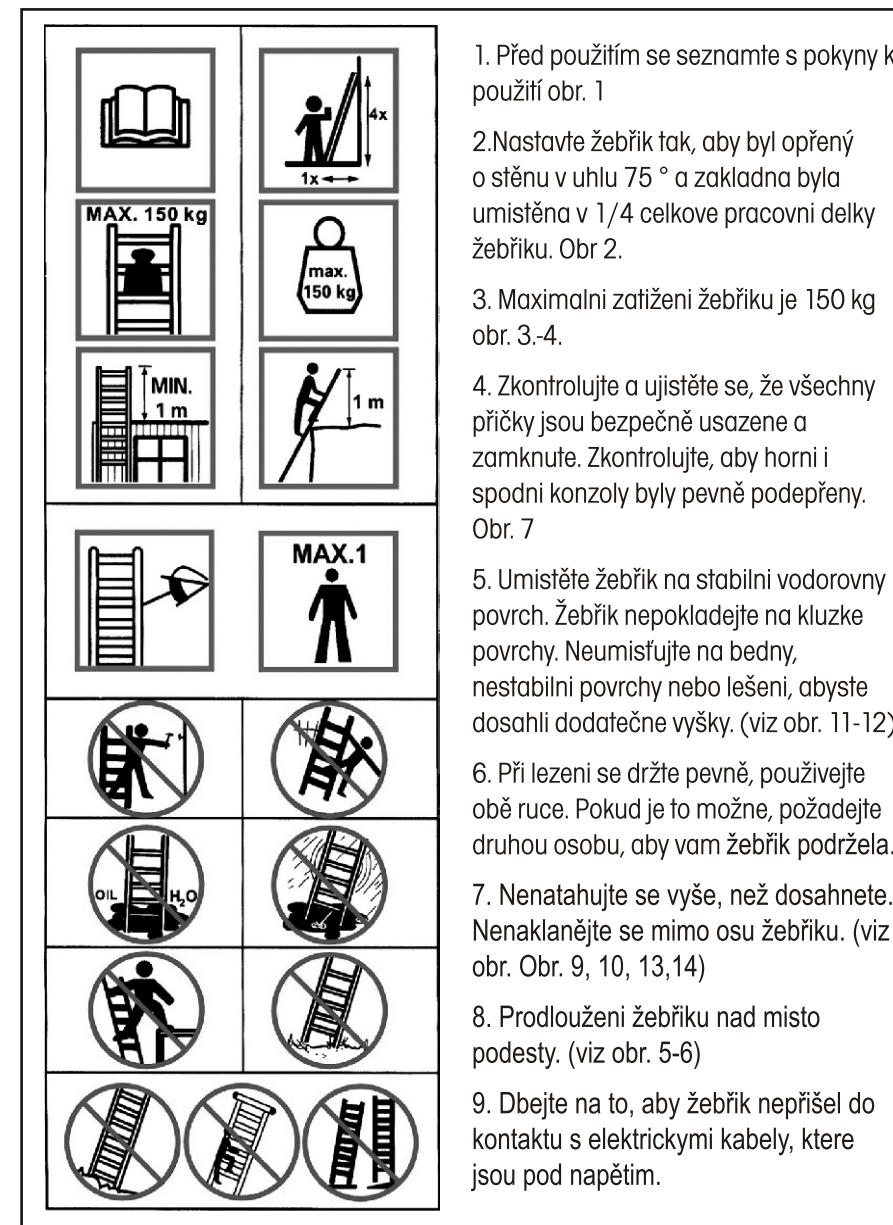 4x
1x
MAX. 150 kg
max.
150 kg
MIN.
1 m
1 m
MAX.1
OIL
H₂O
1. Před použitím se seznamte s pokyny k
použití obr. 1
2.Nastavte žebřik tak, aby byl opřený
o stěnu v uhlu 75 ° a zakladna byla
umistěna v 1/4 celkove pracovni delky
žebřiku. Obr 2.
3. Maximalni zatiženi žebřiku je 150 kg
obr. 3.-4.
4. Zkontrolujte a ujistěte se, že všechny
přičky jsou bezpečně usazene a
zamknute. Zkontrolujte, aby horni i
spodni konzoly byly pevně podepřeny.
Obr. 7
5. Umistěte žebřik na stabilni vodorovny
povrch. Žebřik nepokladejte na kluzke
povrchy. Neumisťujte na bedny,
nestabilni povrchy nebo lešeni, abyste
dosahli dodatečne vyšky. (viz obr. 11-12)
6. Při lezeni se držte pevně, použivejte
obě ruce. Pokud je to možne, požadejte
druhou osobu, aby vam žebřik podržela.
7. Nenatahujte se vyše, než dosahnete.
Nenaklanějte se mimo osu žebřiku. (viz
obr. Obr. 9, 10, 13,14)
8. Prodlouženi žebřiku nad misto
podesty. (viz obr. 5-6)
9. Dbejte na to, aby žebřik nepřišel do
kontaktu s elektrickymi kabely, ktere
jsou pod napětim.